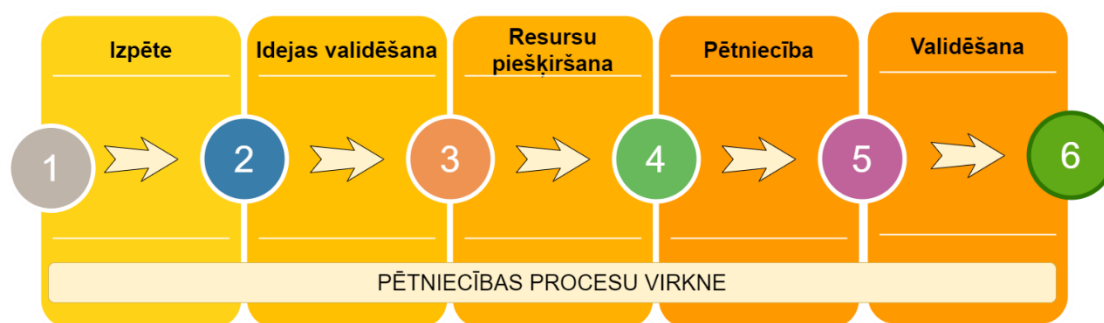 Izpēte
Idejas validēšana
Resursu
piešķiršana
Pētniecība
Validēšana
1
2
3
4
5
6
PĒTNIECĪBAS PROCESU VIRKNE